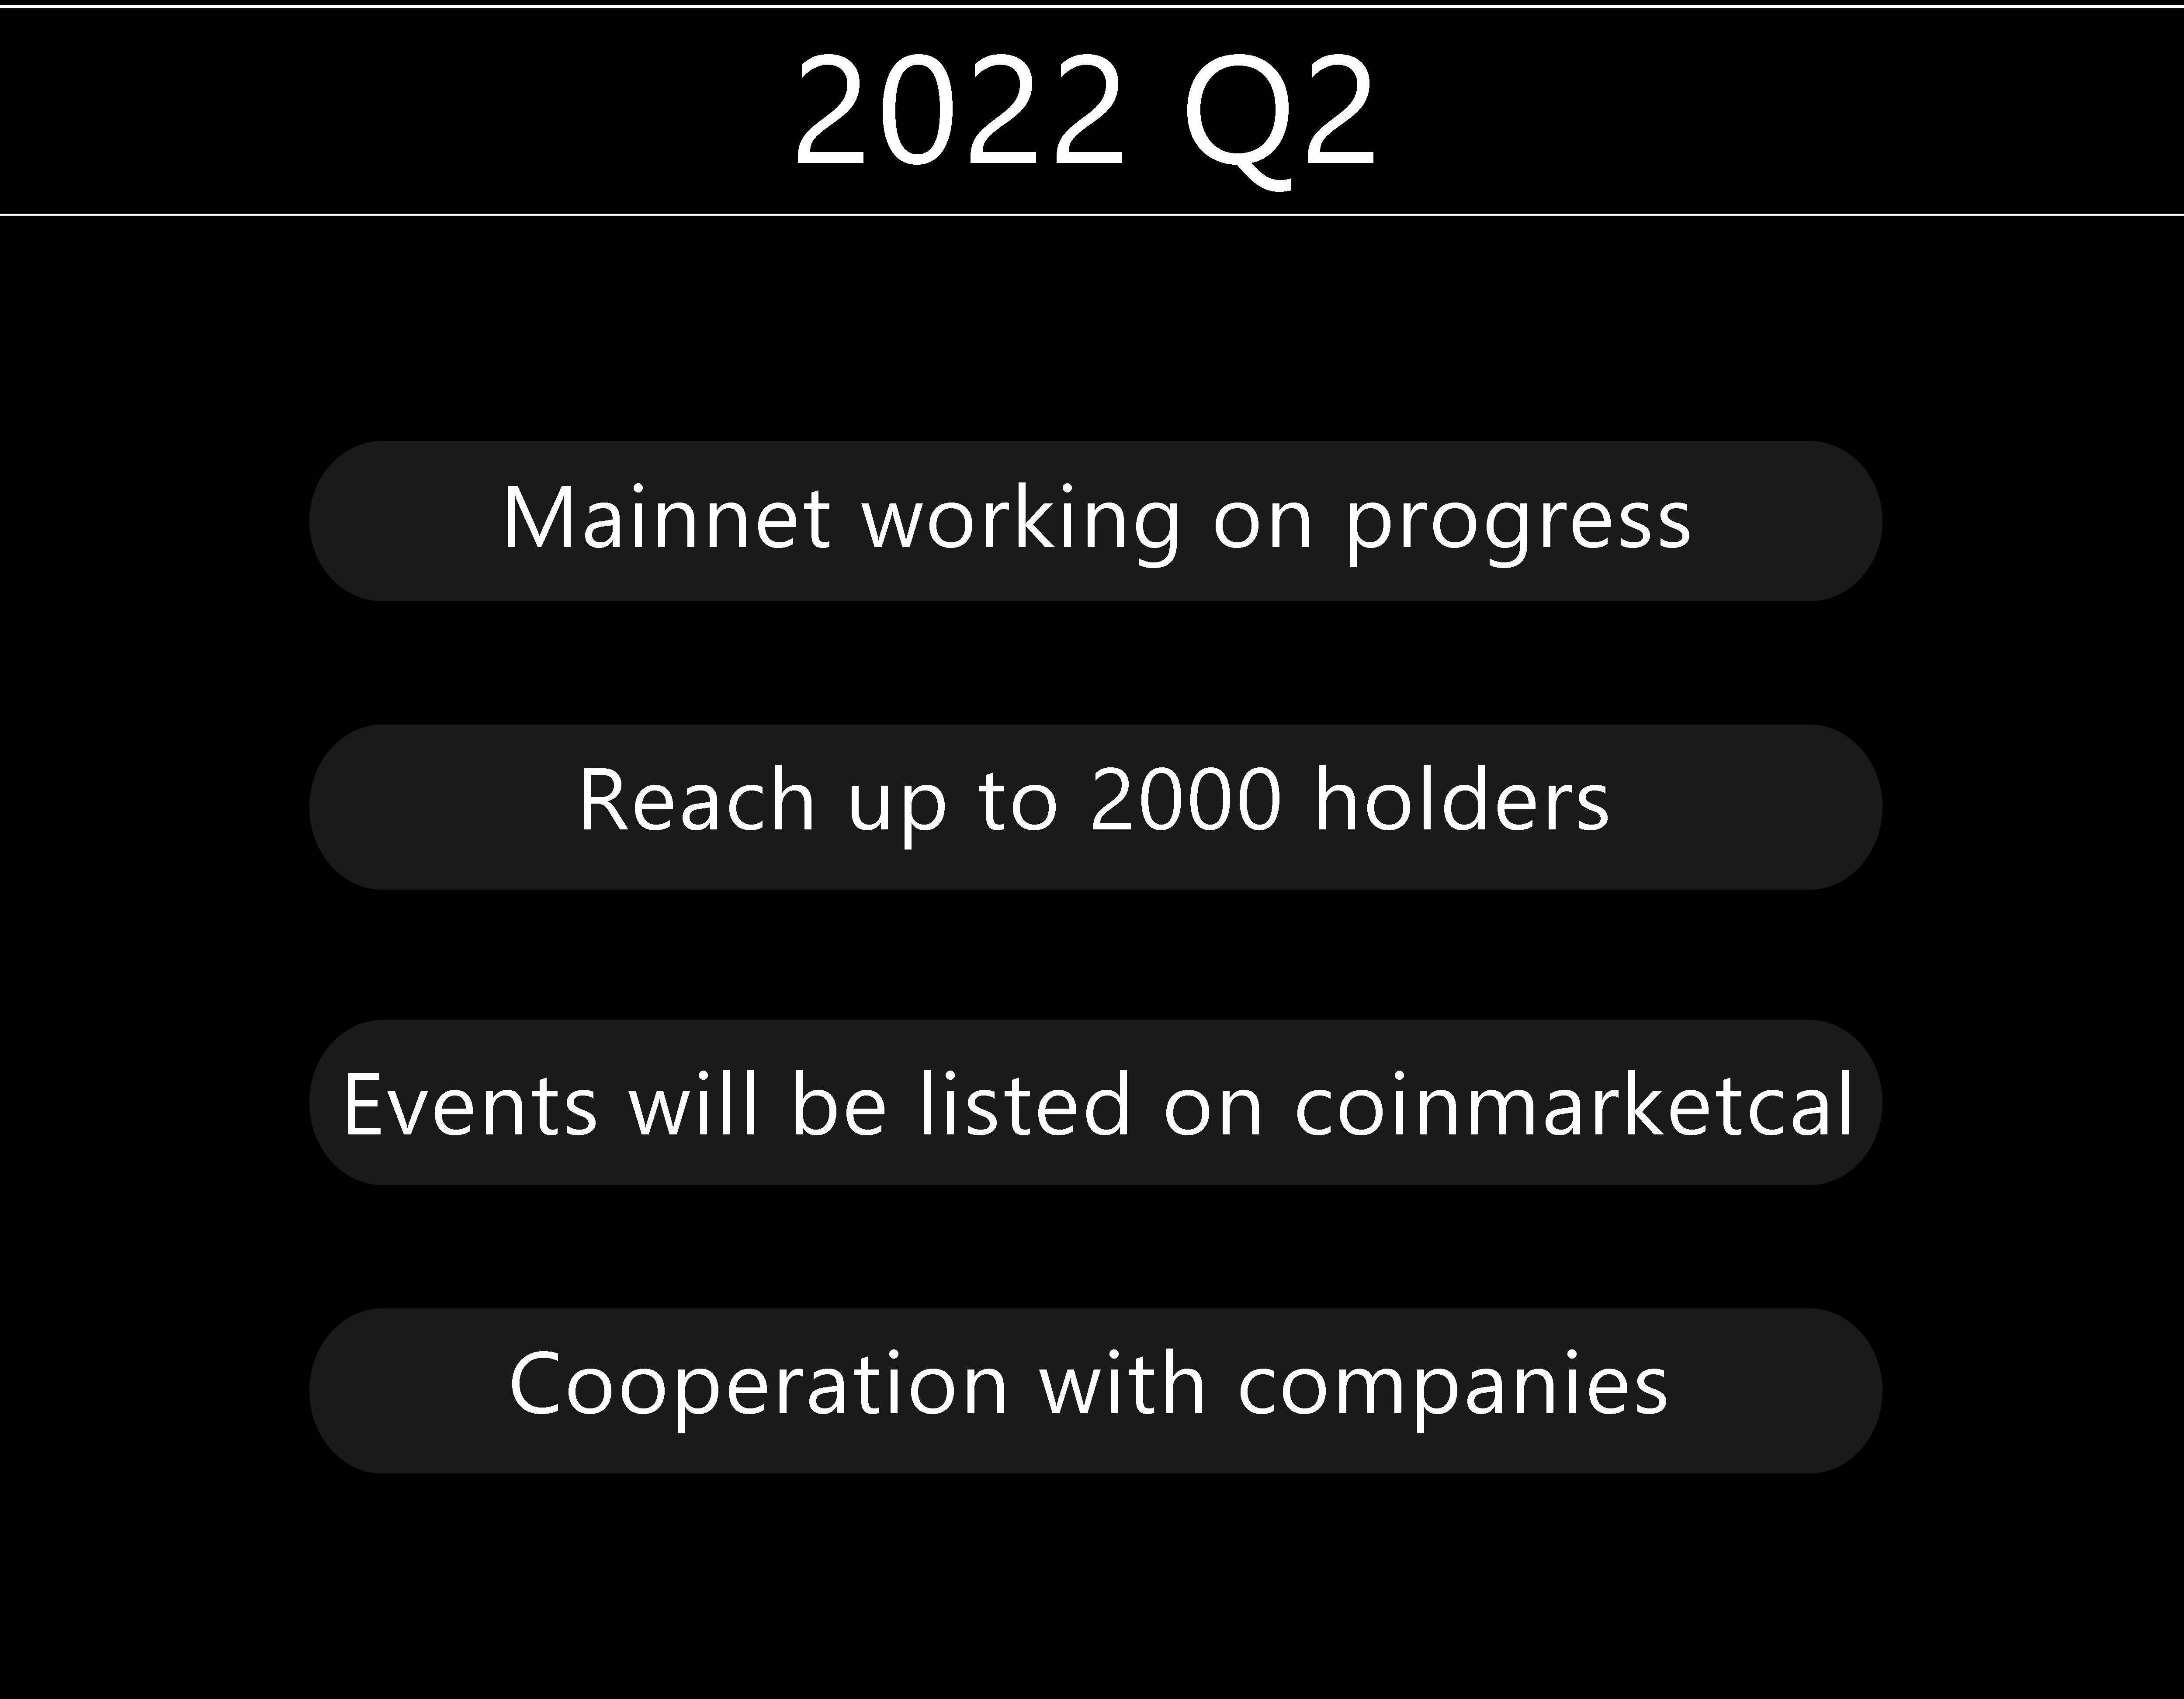 2022 Q2
Mainnet working on progress
Reach up to 2000 holders
Events will be listed on coinmarketcal
Cooperation with companies